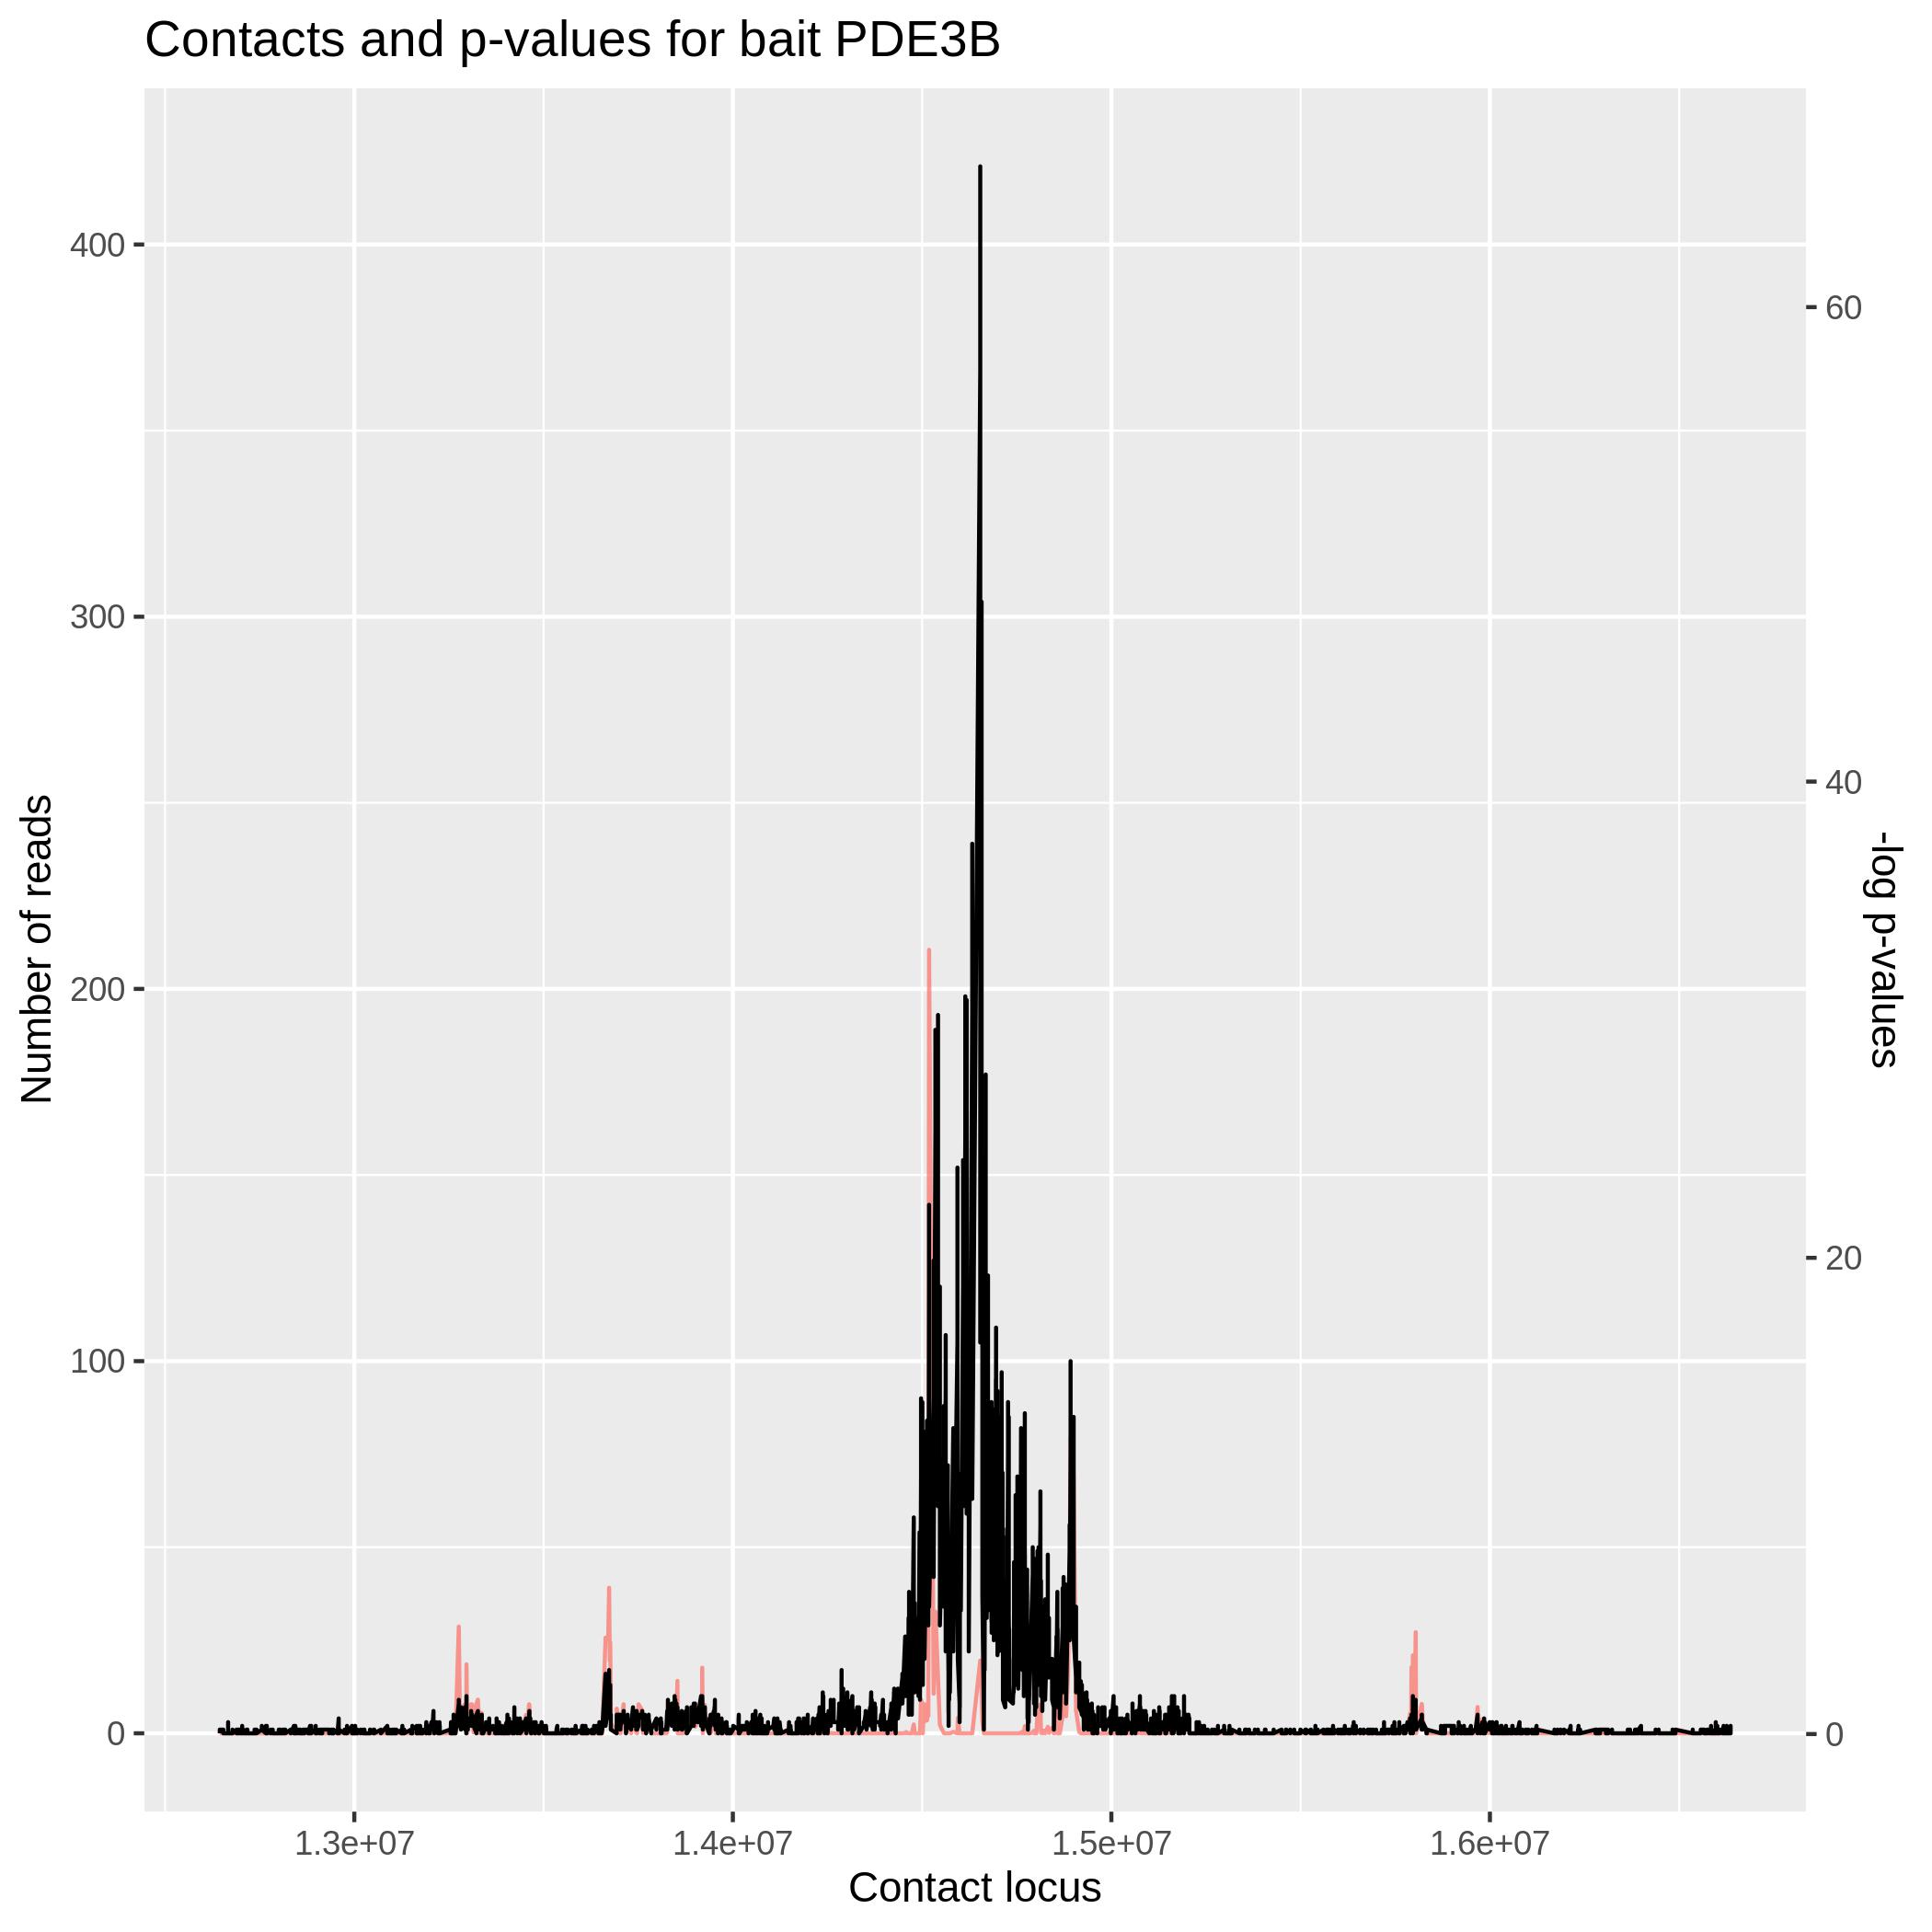 Contacts and p-values for bait PDE3B
400
300
200
100
0
Number of reads
60
40
20
0
-log p-values
1.3e+07
1.4e+07
1.5e+07
1.6e+07
Contact locus